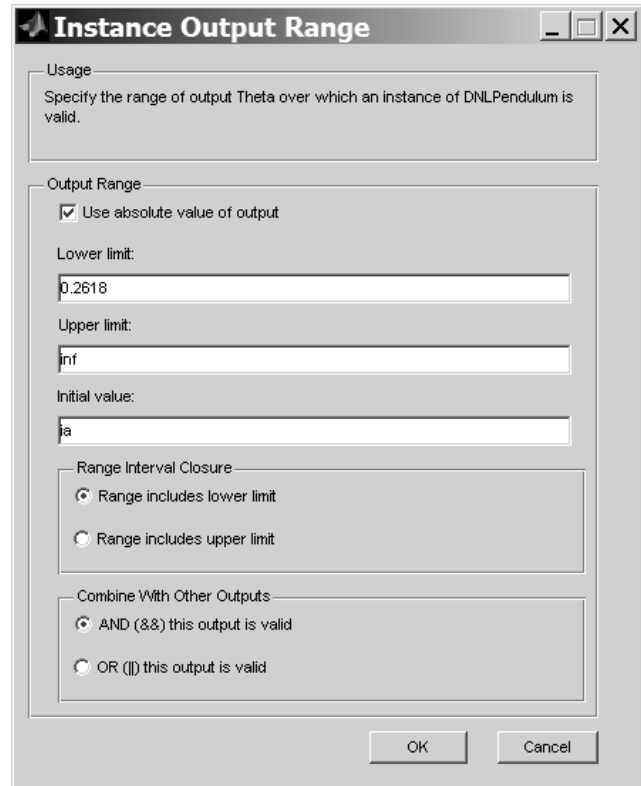 Instance Output Range
Usage
Specify the range of output Theta over which an instance of DNLPendulum is
valid.
Output Range
Use absolute value of output
Lower limit:
0.2618
Upper limit:
inf
Initial value:
ia
Range Interval Closure
Range includes lower limit
Range includes upper limit
Combine With Other Outputs
AND (&&) this output is valid
OR (||) this output is valid
OK
Cancel